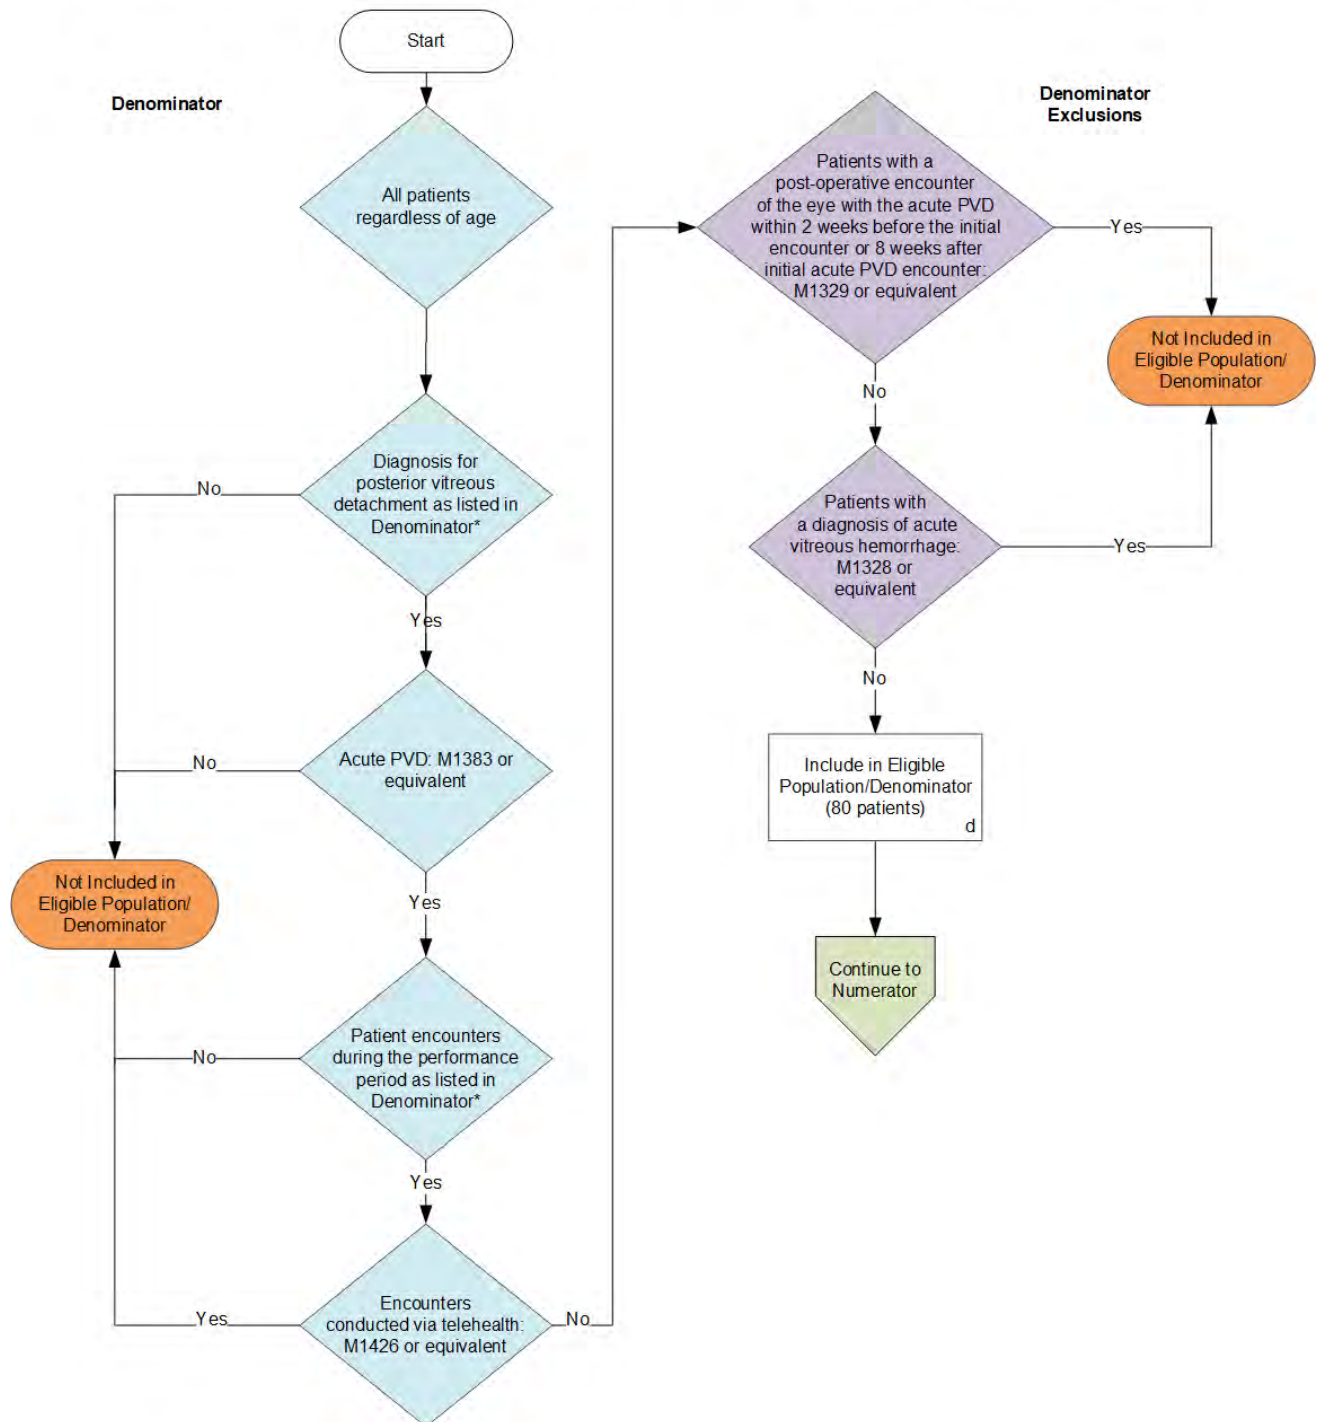 Start
Denominator
All patients
regardless of age
Diagnosis for
posterior vitreous
detachment as listed in
Denominator*
No
Yes
Acute PVD: M1383 or
equivalent
No
Yes
Not Included in
Eligible Population/
Denominator
Patient encounters
during the performance
period as listed in
Denominator*
No
Yes
Encounters
conducted via telehealth:
M1426 or equivalent
Yes
No
Denominator
Exclusions
Patients with a
post-operative encounter
of the eye with the acute PVD
within 2 weeks before the initial
encounter or 8 weeks after
initial acute PVD encounter:
M1329 or equivalent
Yes
No
Not Included in
Eligible Population/
Denominator
Patients with
a diagnosis of acute
vitreous hemorrhage:
M1328 or
equivalent
Yes
No
Include in Eligible
Population/Denominator
(80 patients)
d
Continue to
Numerator